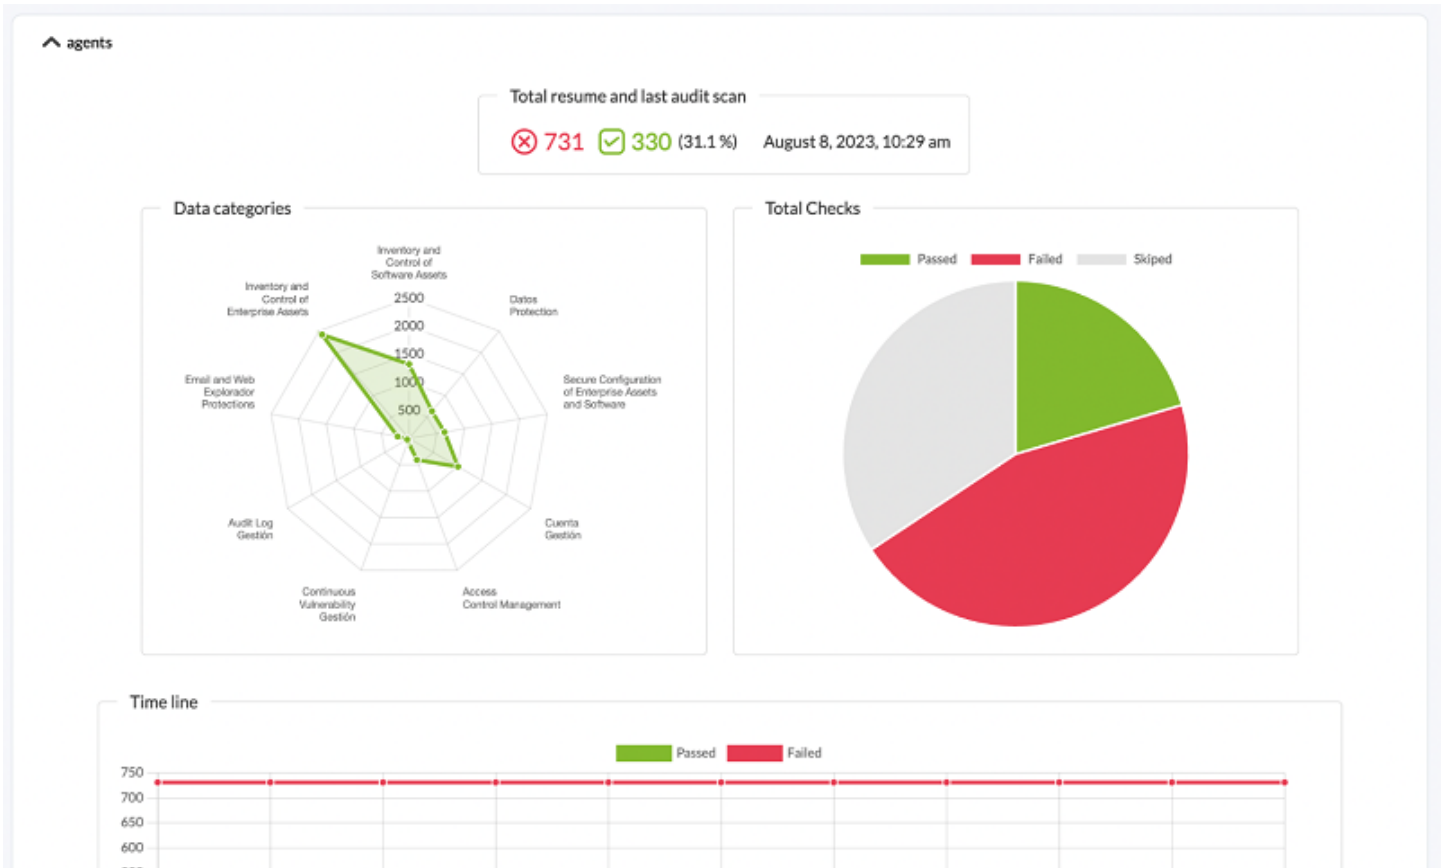 agents
Total resume and last audit scan
731 330 (31.1 %) August 8, 2023, 10:29 am
Data categories
Inventory and
Control of
Software Assets
Inventory and
Control of
Enterprise Assets
Datos
Protection
Email and Web
Explorador
Protections
Secure Configuration
of Enterprise Assets
and Software
2500
2000
1500
1000
500
Audit Log
Gestión
Cuenta
Gestión
Continuous
Vulnerability
Gestión
Access
Control Management
Total Checks
Passed Failed Skiped
Time line
Passed Failed
750
700
650
600